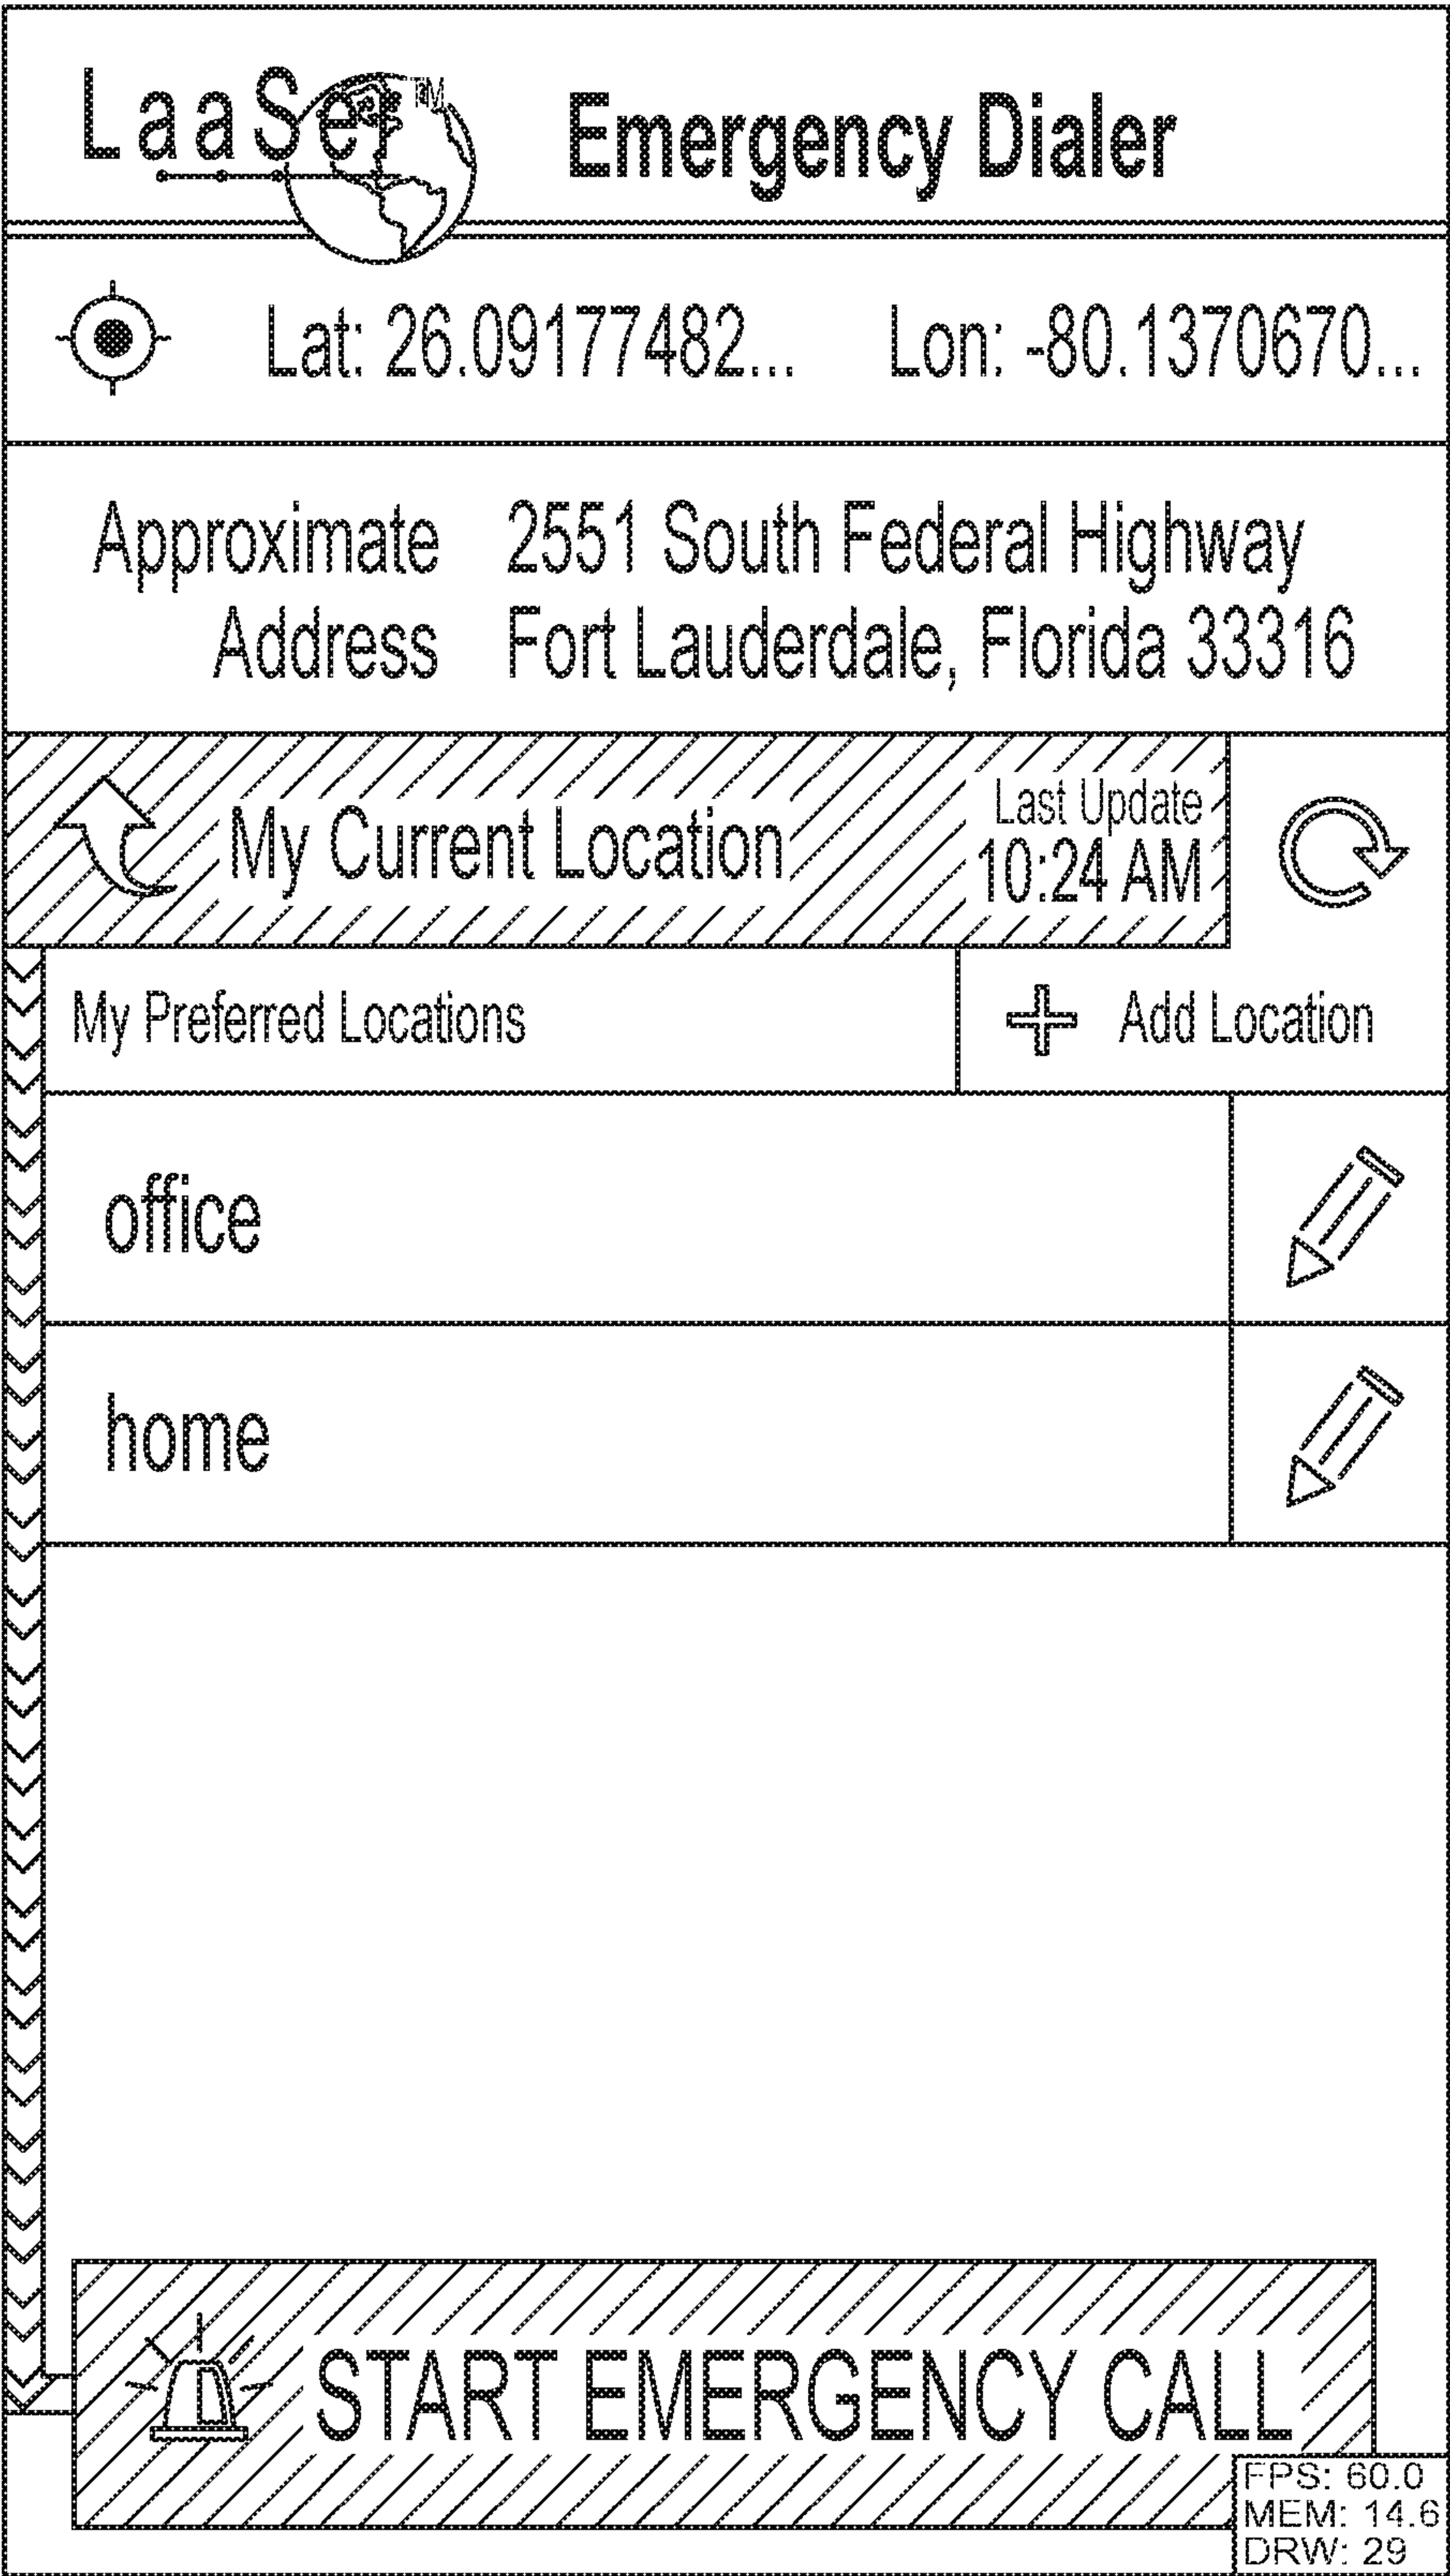 LaaSer™ Emergency Dialer
Lat: 26.09177482... Lon: -80.1370670...
Approximate 2551 South Federal Highway
Address Fort Lauderdale, Florida 33316
My Current Location
Last Update
10:24 AM
My Preferred Locations
Add Location
office
home
START EMERGENCY CALL
FPS: 60.0
MEM: 14.6
DRW: 29